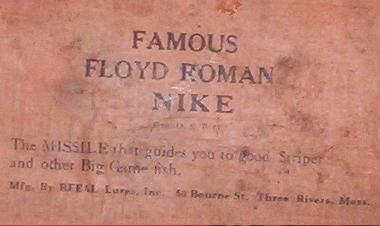 FAMOUS
FLOYD ROMAN
NIKE
The MISSILE that guides you to good Striper
and other Big Game fish.
Mfg. By REEAL Lures, Inc. 50 Bourne St. Three Rivers, Mass.